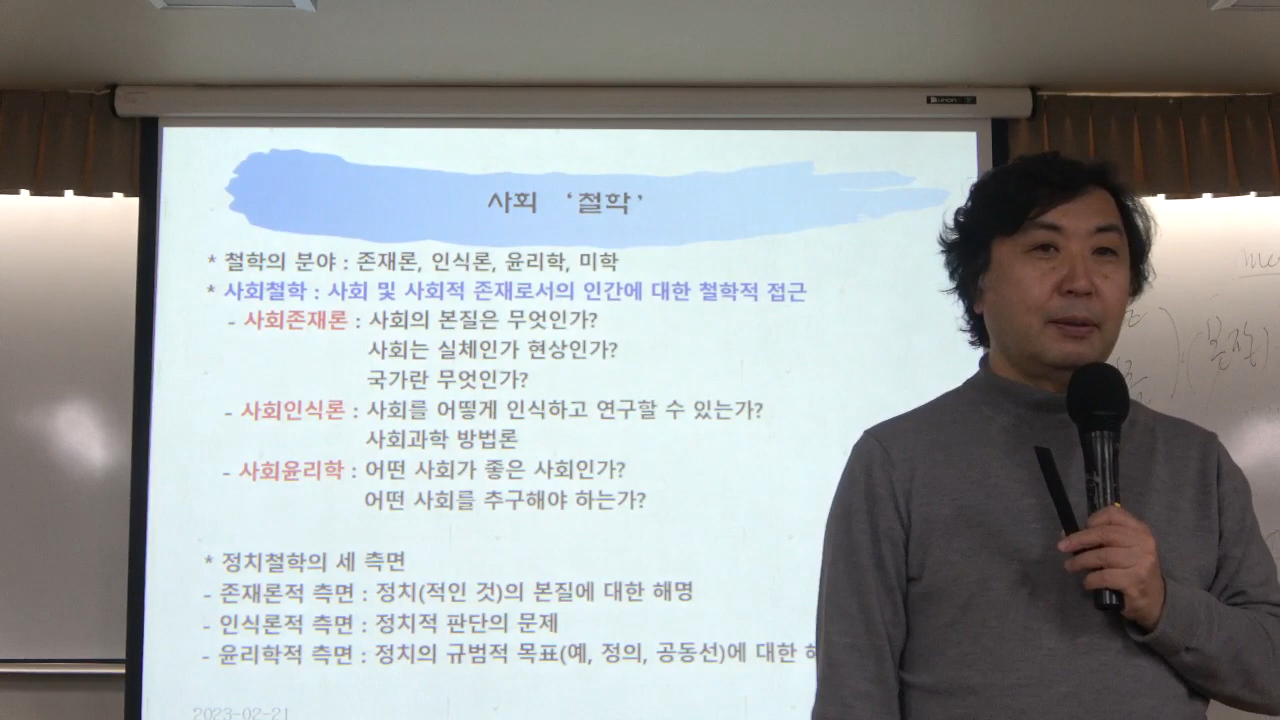 사회 ‘철학’
* 철학의 분야 : 존재론, 인식론, 윤리학, 미학
* 사회철학 : 사회 및 사회적 존재로서의 인간에 대한 철학적 접근
- 사회존재론 : 사회의 본질은 무엇인가?
사회는 실체인가 현상인가?
국가란 무엇인가?
- 사회인식론 : 사회를 어떻게 인식하고 연구할 수 있는가?
사회과학 방법론
- 사회윤리학 : 어떤 사회가 좋은 사회인가?
어떤 사회를 추구해야 하는가?
* 정치철학의 세 측면
- 존재론적 측면 : 정치(적인 것)의 본질에 대한 해명
- 인식론적 측면 : 정치적 판단의 문제
- 윤리학적 측면 : 정치의 규범적 목표(예, 정의, 공동선)에 대한
2023-02-21